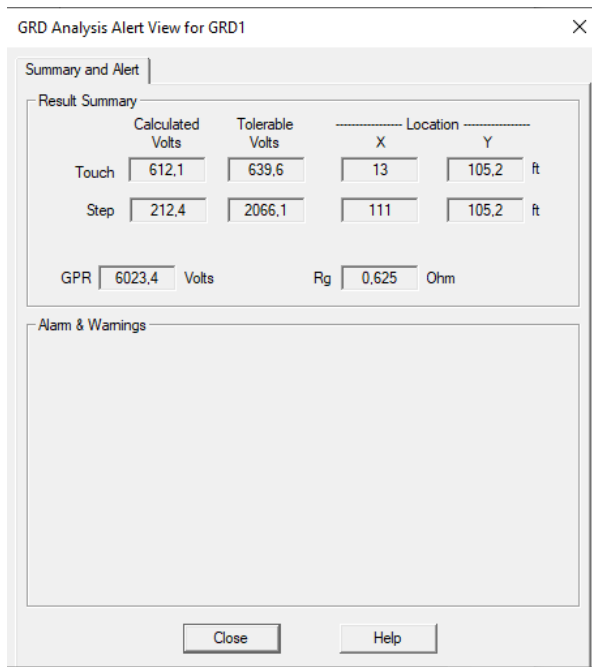 GRD Analysis Alert View for GRD1
Summary and Alert
Result Summary
Calculated Volts Tolerable Volts ----------------- Location -----------------
X Y
Touch 612,1 639,6 13 105,2 ft
Step 212,4 2066,1 111 105,2 ft
GPR 6023,4 Volts Rg 0,625 Ohm
Alarm & Warnings
Close Help